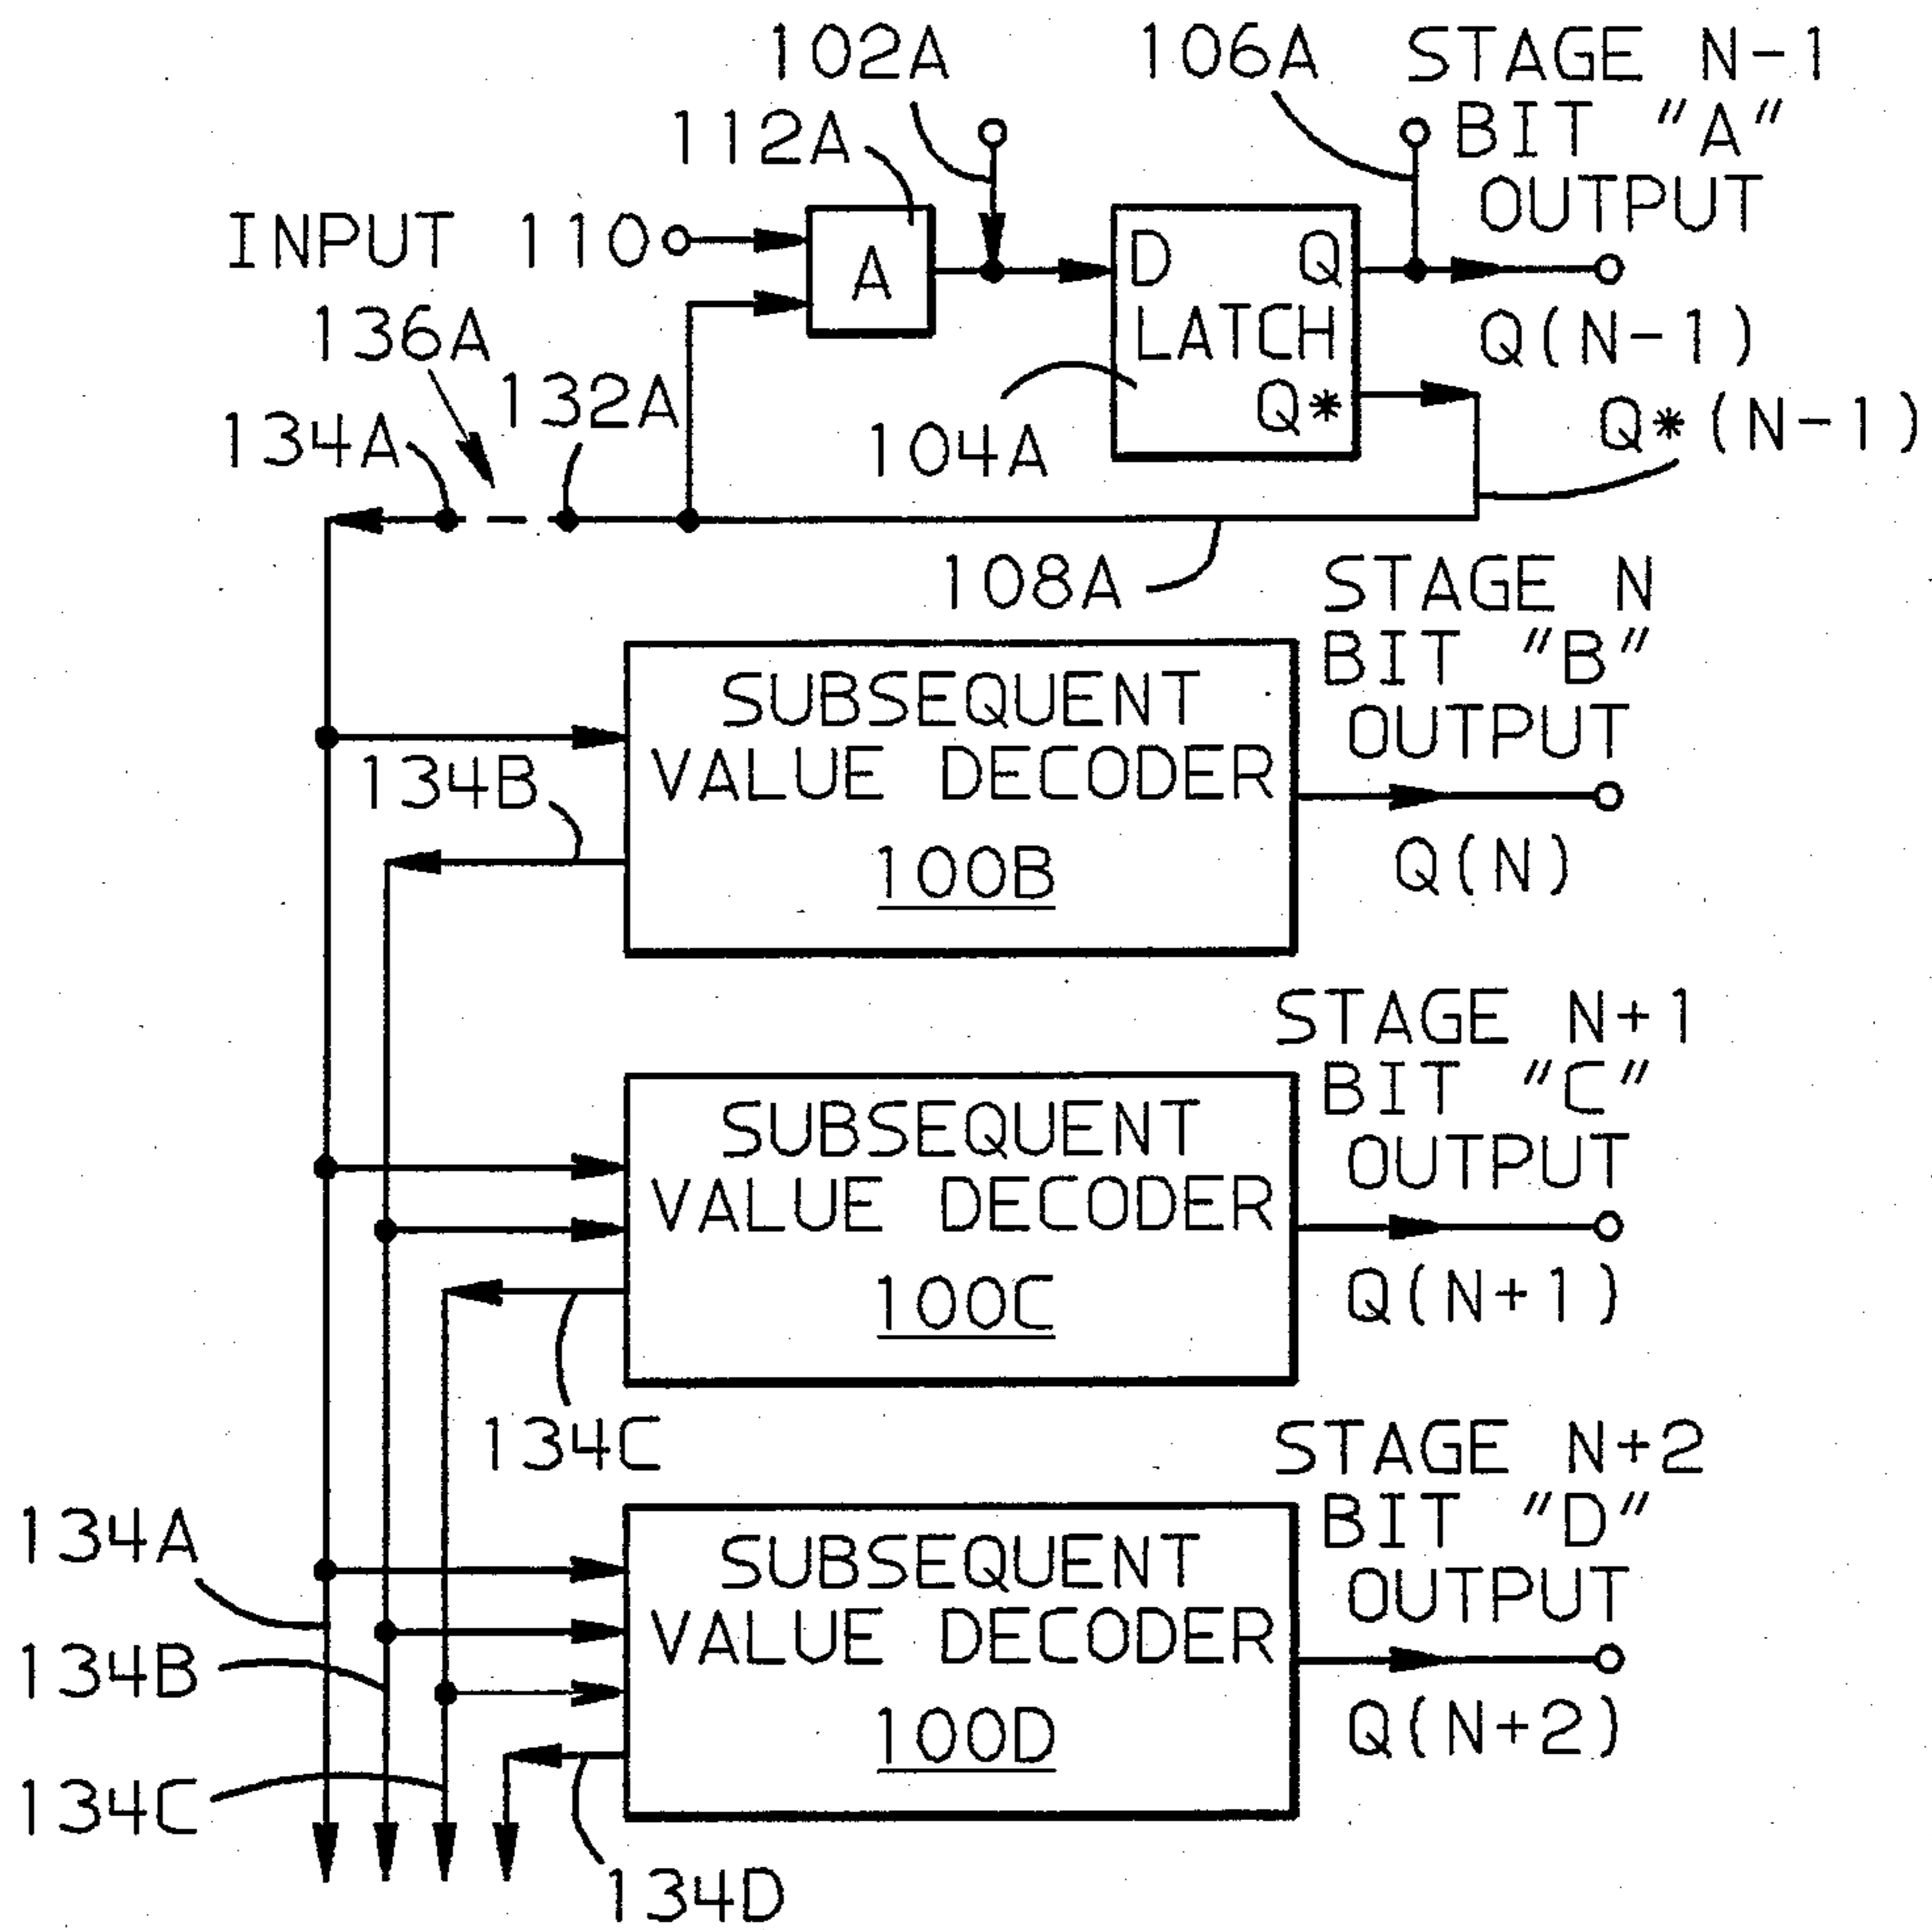 102A
106A
STAGE N-1
BIT "A"
OUTPUT
112A
INPUT 110
A
D Q
LATCH
Q*
Q(N-1)
Q*(N-1)
136A
132A
134A
104A
108A
STAGE N
BIT "B"
OUTPUT
SUBSEQUENT
VALUE DECODER
100B
134B
Q(N)
STAGE N+1
BIT "C"
OUTPUT
SUBSEQUENT
VALUE DECODER
100C
Q(N+1)
134C
STAGE N+2
BIT "D"
OUTPUT
SUBSEQUENT
VALUE DECODER
100D
Q(N+2)
134A
134B
134C
134D